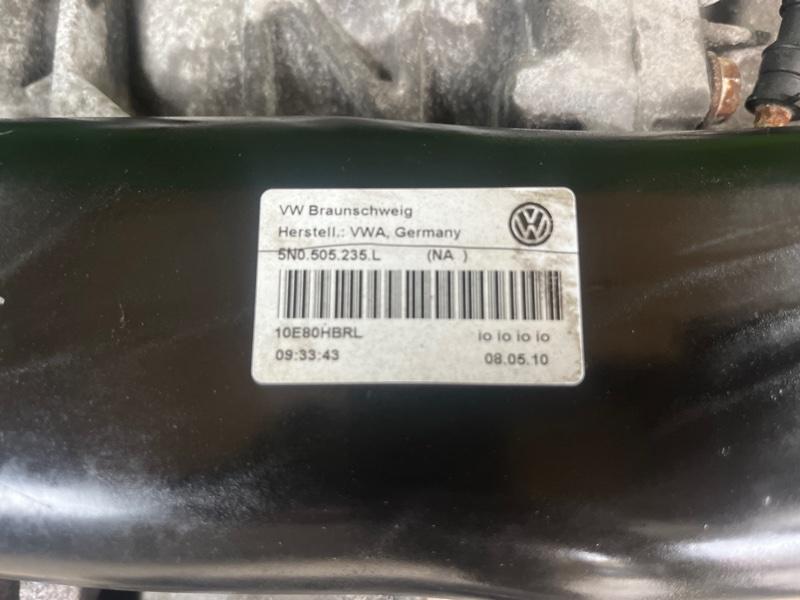 VW Braunschweig
Herstell.: VWA, Germany
5N0.505.235.L (NA )
10E80HBRL io io io io
09:33:43 08.05.10